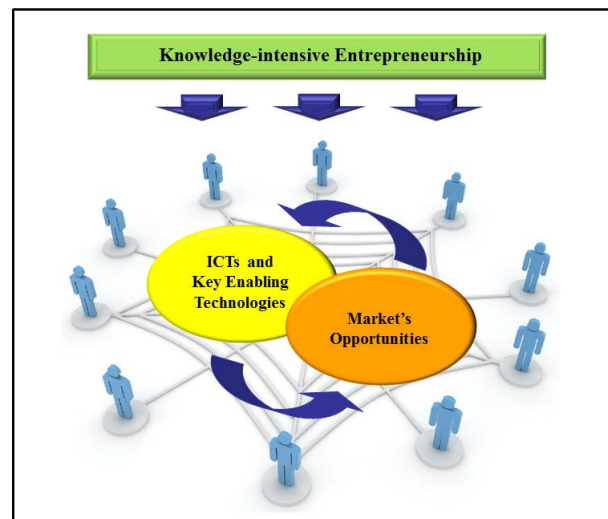 Knowledge-intensive Entrepreneurship
ICTs and
Key Enabling
Technologies
Market's
Opportunities